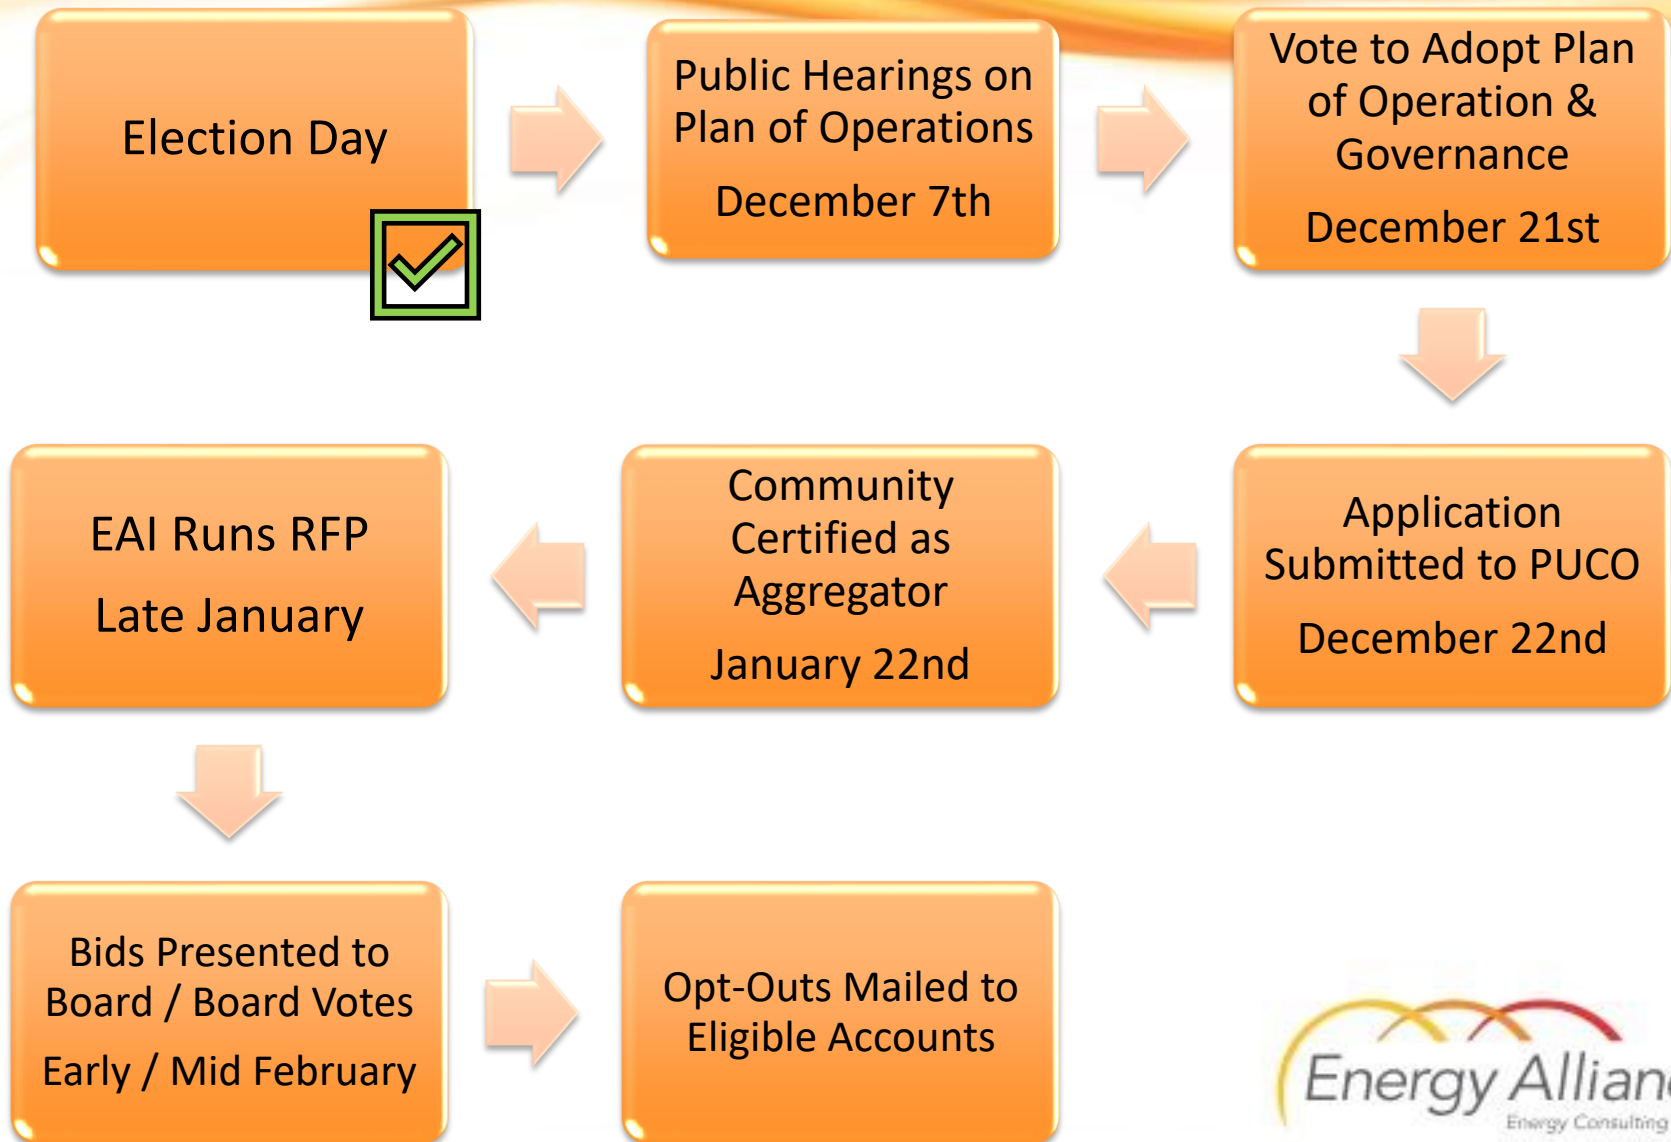 Election Day
Public Hearings on
Plan of Operations
December 7th
Vote to Adopt Plan
of Operation &
Governance
December 21st
Application
Submitted to PUCO
December 22nd
Community
Certified as
Aggregator
January 22nd
EAI Runs RFP
Late January
Bids Presented to
Board / Board Votes
Early / Mid February
Opt-Outs Mailed to
Eligible Accounts
Energy
Energy Consulting